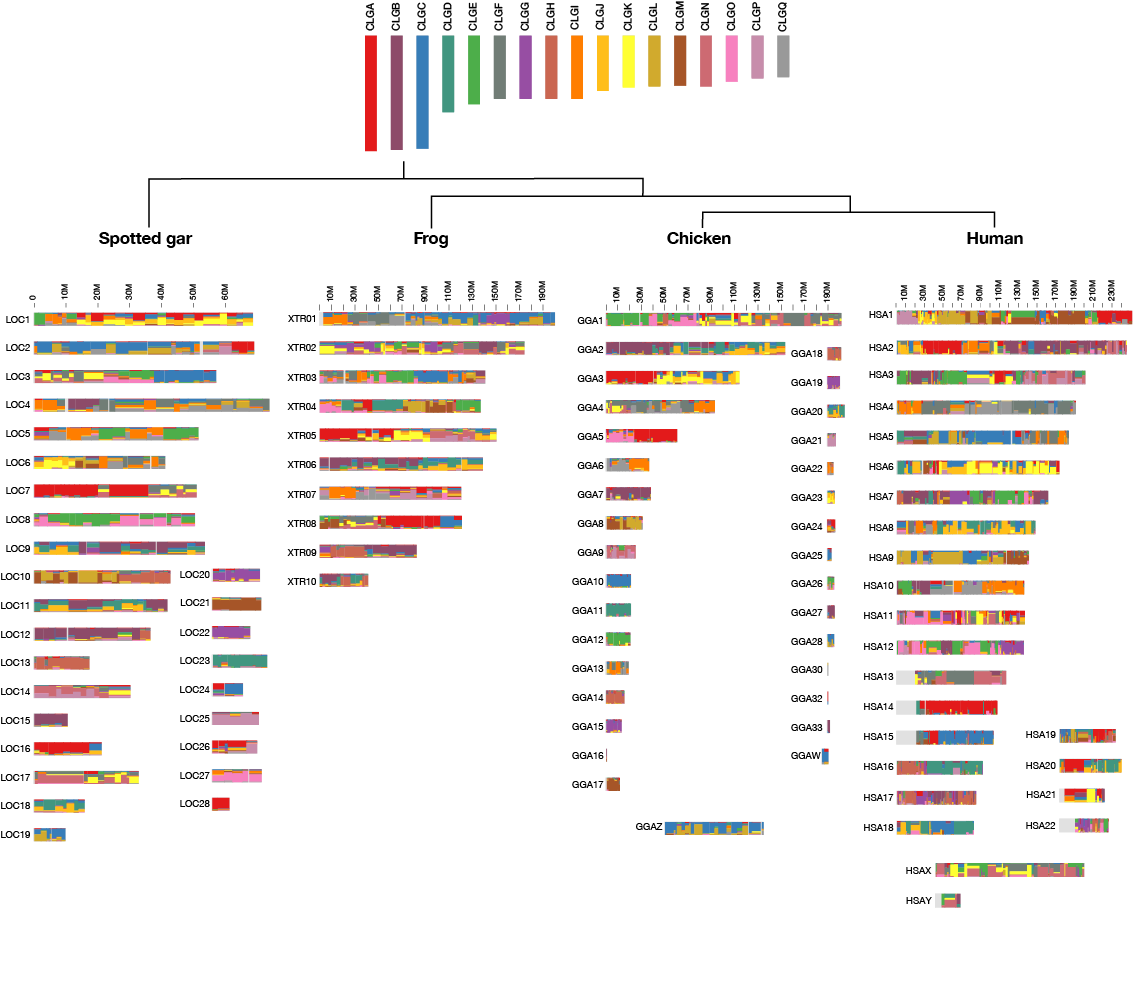 CLGA CLGB CLGC CLGD CLGE CLGF CLGG CLGH CLGI CLGJ CLGK CLGL CLGM CLGN CLGO CLGP CLGQ
Spotted gar Frog Chicken Human
0 10M 20M 30M 40M 50M 60M
LOC1
LOC2
LOC3
LOC4
LOC5
LOC6
LOC7
LOC8
LOC9
LOC10
LOC11
LOC12
LOC13
LOC14
LOC15
LOC16
LOC17
LOC18
LOC19
LOC20
LOC21
LOC22
LOC23
LOC24
LOC25
LOC26
LOC27
LOC28
10M 30M 50M 70M 90M 110M 130M 150M 170M 190M
XTR01
XTR02
XTR03
XTR04
XTR05
XTR06
XTR07
XTR08
XTR09
XTR10
10M 30M 50M 70M 90M 110M 130M 150M 170M 190M
GGA1
GGA2
GGA3
GGA4
GGA5
GGA6
GGA7
GGA8
GGA9
GGA10
GGA11
GGA12
GGA13
GGA14
GGA15
GGA16
GGA17
GGA18
GGA19
GGA20
GGA21
GGA22
GGA23
GGA24
GGA25
GGA26
GGA27
GGA28
GGA30
GGA32
GGA33
GGAW
GGAZ
10M 30M 50M 70M 90M 110M 130M 150M 170M 190M 210M 230M
HSA1
HSA2
HSA3
HSA4
HSA5
HSA6
HSA7
HSA8
HSA9
HSA10
HSA11
HSA12
HSA13
HSA14
HSA15
HSA16
HSA17
HSA18
HSA19
HSA20
HSA21
HSA22
HSAX
HSAY